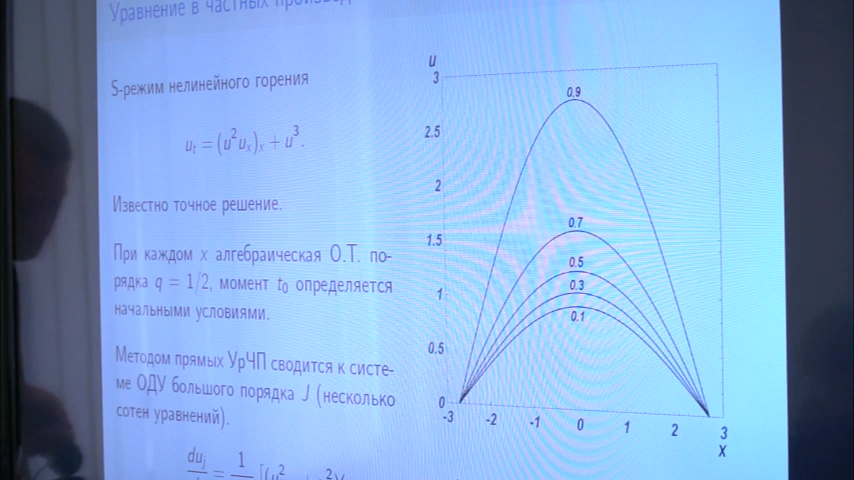 Уравнение в частных
S-режим нелинейного горения
u_t = (u^2 u_x)_x + u^3.
Известно точное решение.
При каждом x алгебраическая О.Т. по-
рядка q = 1/2, момент t_0 определяется
начальными условиями.
Методом прямых УрЧП сводится к систе-
ме ОДУ большого порядка J (несколько
сотен уравнений).
du_j
= 1 [(u^2
u
3
2.5
2
1.5
1
0.5
0
0.9
0.7
0.5
0.3
0.1
-3 -2 -1 0 1 2 3
X